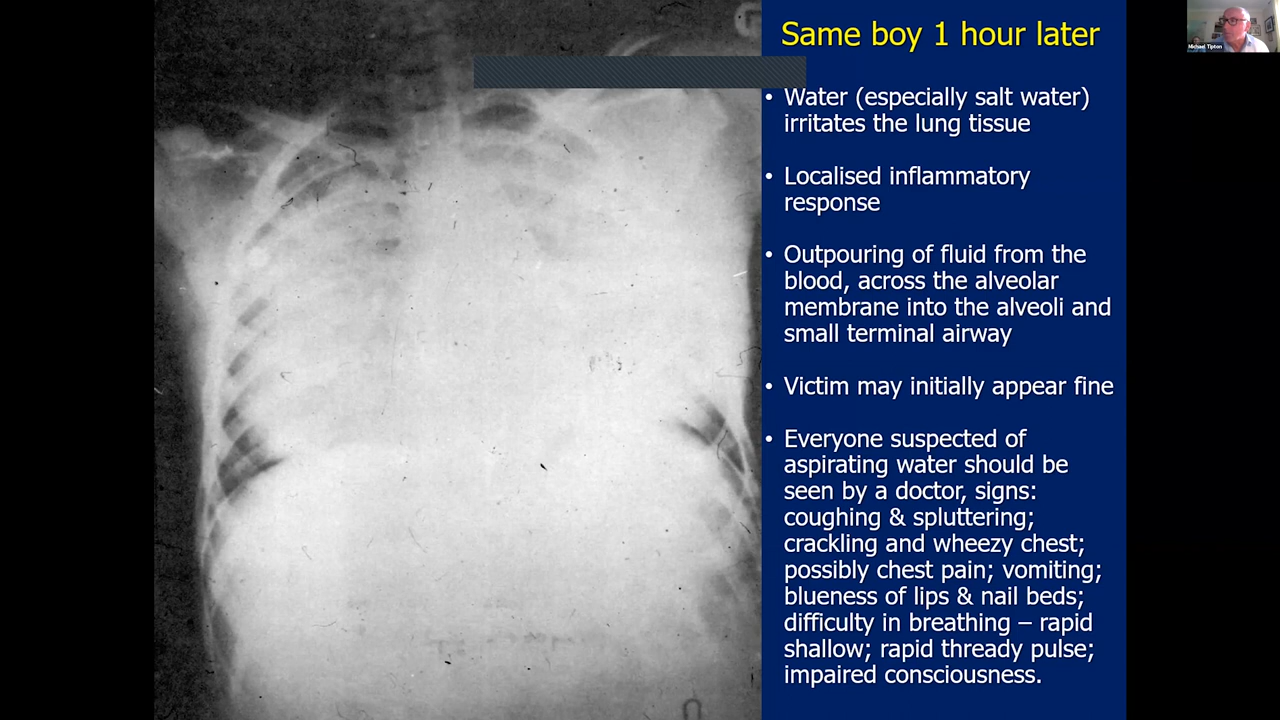 Same boy 1 hour later
Michael Tipton
• Water (especially salt water)
irritates the lung tissue
• Localised inflammatory
response
• Outpouring of fluid from the
blood, across the alveolar
membrane into the alveoli and
small terminal airway
• Victim may initially appear fine
• Everyone suspected of
aspirating water should be
seen by a doctor, signs:
coughing & spluttering;
crackling and wheezy chest;
possibly chest pain; vomiting;
blueness of lips & nail beds;
difficulty in breathing – rapid
shallow; rapid thready pulse;
impaired consciousness.